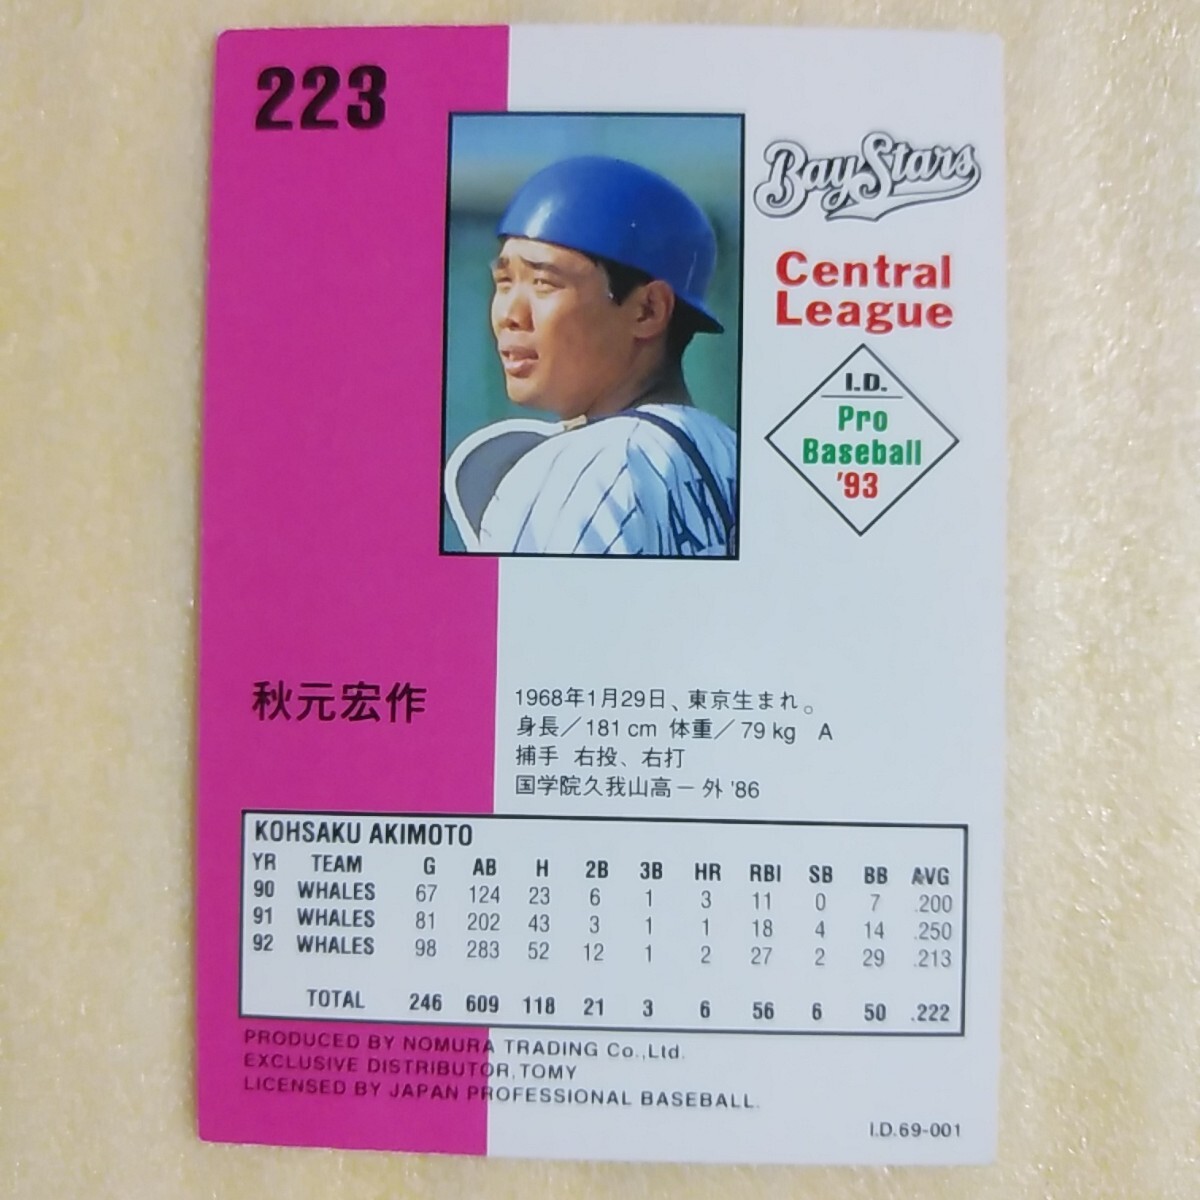 223
BayStars
Central
League
I.D.
Pro
Baseball
'93
秋元宏作
1968年1月29日、東京生まれ。
身長／181cm 体重／79kg A
捕手 右投、右打
国学院久我山高－外 '86
KOHSAKU AKIMOTO
YR TEAM G AB H 2B 3B HR RBI SB BB AVG
90 WHALES 67 124 23 6 1 3 11 0 7 .200
91 WHALES 81 202 43 3 1 1 18 4 14 .250
92 WHALES 98 283 52 12 1 2 27 2 29 .213
TOTAL 246 609 118 21 3 6 56 6 50 .222
PRODUCED BY NOMURA TRADING Co.,Ltd.
EXCLUSIVE DISTRIBUTOR.TOMY
LICENSED BY JAPAN PROFESSIONAL BASEBALL.
I.D.69-001